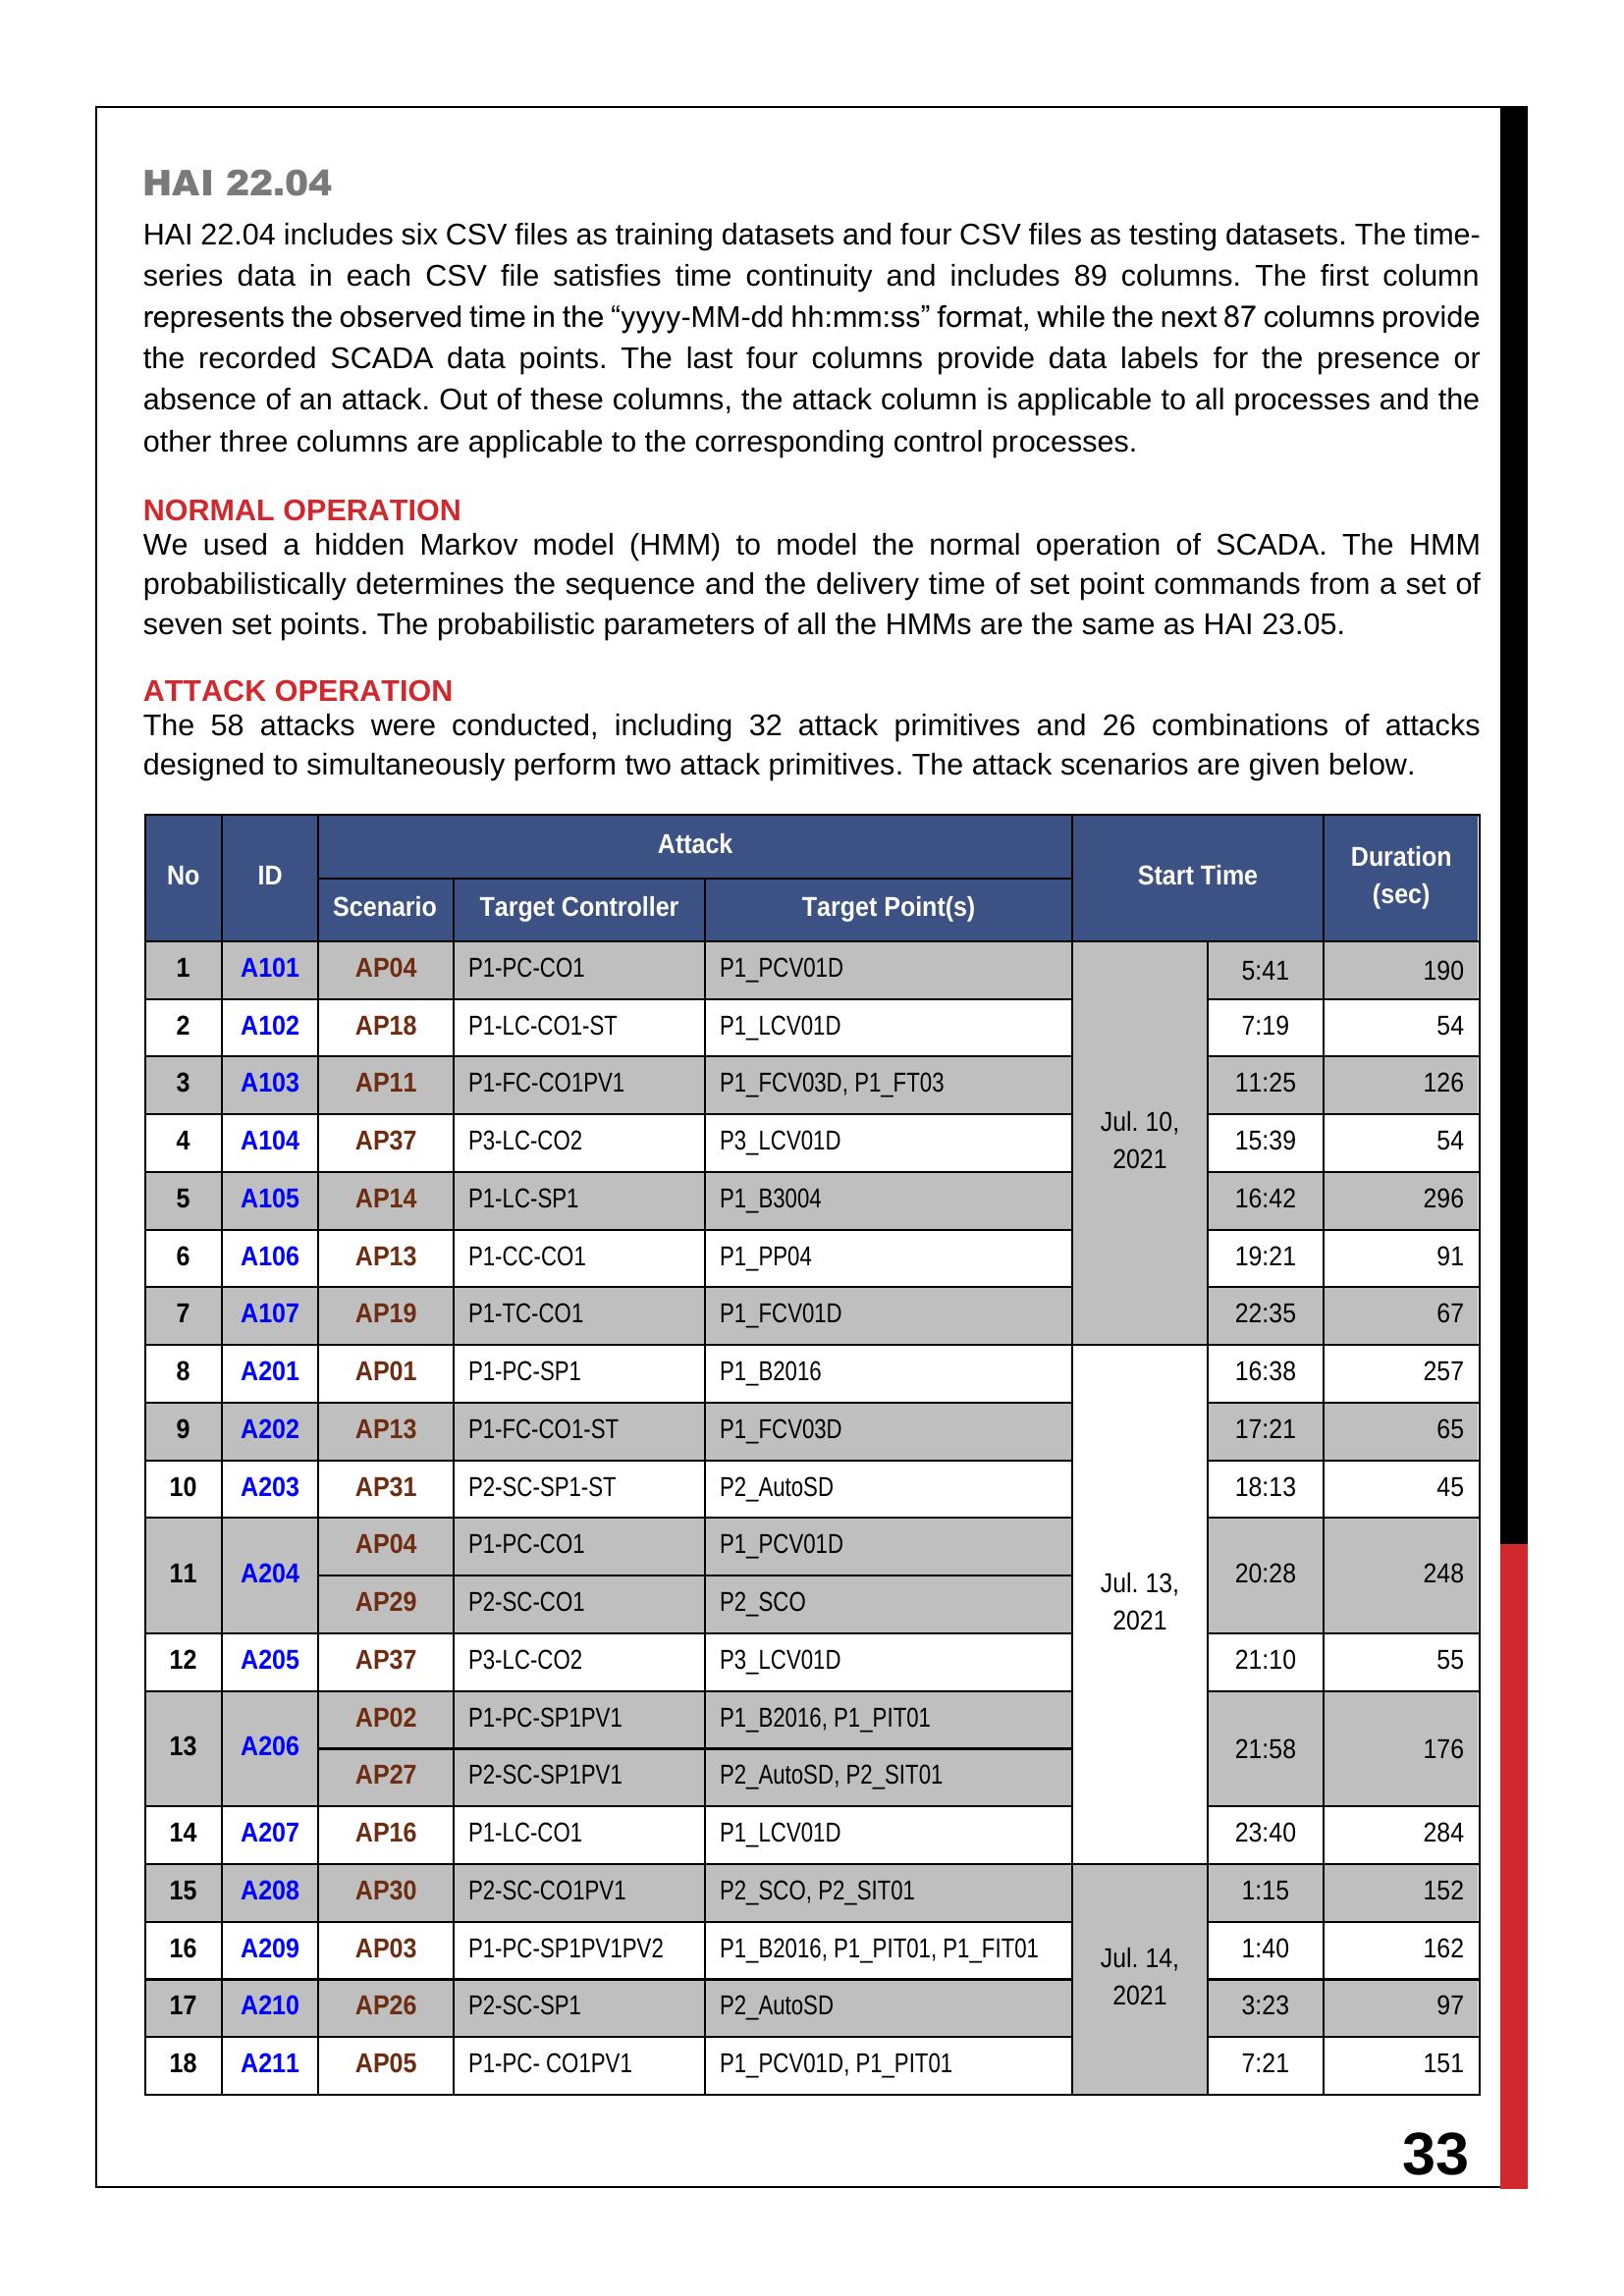 HAI 22.04
HAI 22.04 includes six CSV files as training datasets and four CSV files as testing datasets. The time-
series data in each CSV file satisfies time continuity and includes 89 columns. The first column
represents the observed time in the “yyyy-MM-dd hh:mm:ss” format, while the next 87 columns provide
the recorded SCADA data points. The last four columns provide data labels for the presence or
absence of an attack. Out of these columns, the attack column is applicable to all processes and the
other three columns are applicable to the corresponding control processes.
NORMAL OPERATION
We used a hidden Markov model (HMM) to model the normal operation of SCADA. The HMM
probabilistically determines the sequence and the delivery time of set point commands from a set of
seven set points. The probabilistic parameters of all the HMMs are the same as HAI 23.05.
ATTACK OPERATION
The 58 attacks were conducted, including 32 attack primitives and 26 combinations of attacks
designed to simultaneously perform two attack primitives. The attack scenarios are given below.
No ID Attack Start Time Duration (sec)
Scenario Target Controller Target Point(s)
1 A101 AP04 P1-PC-CO1 P1_PCV01D Jul. 10, 2021 5:41 190
2 A102 AP18 P1-LC-CO1-ST P1_LCV01D 7:19 54
3 A103 AP11 P1-FC-CO1PV1 P1_FCV03D, P1_FT03 11:25 126
4 A104 AP37 P3-LC-CO2 P3_LCV01D 15:39 54
5 A105 AP14 P1-LC-SP1 P1_B3004 16:42 296
6 A106 AP13 P1-CC-CO1 P1_PP04 19:21 91
7 A107 AP19 P1-TC-CO1 P1_FCV01D 22:35 67
8 A201 AP01 P1-PC-SP1 P1_B2016 Jul. 13, 2021 16:38 257
9 A202 AP13 P1-FC-CO1-ST P1_FCV03D 17:21 65
10 A203 AP31 P2-SC-SP1-ST P2_AutoSD 18:13 45
11 A204 AP04 P1-PC-CO1 P1_PCV01D 20:28 248
AP29 P2-SC-CO1 P2_SCO
12 A205 AP37 P3-LC-CO2 P3_LCV01D 21:10 55
13 A206 AP02 P1-PC-SP1PV1 P1_B2016, P1_PIT01 21:58 176
AP27 P2-SC-SP1PV1 P2_AutoSD, P2_SIT01
14 A207 AP16 P1-LC-CO1 P1_LCV01D 23:40 284
15 A208 AP30 P2-SC-CO1PV1 P2_SCO, P2_SIT01 Jul. 14, 2021 1:15 152
16 A209 AP03 P1-PC-SP1PV1PV2 P1_B2016, P1_PIT01, P1_FIT01 1:40 162
17 A210 AP26 P2-SC-SP1 P2_AutoSD 3:23 97
18 A211 AP05 P1-PC- CO1PV1 P1_PCV01D, P1_PIT01 7:21 151
33